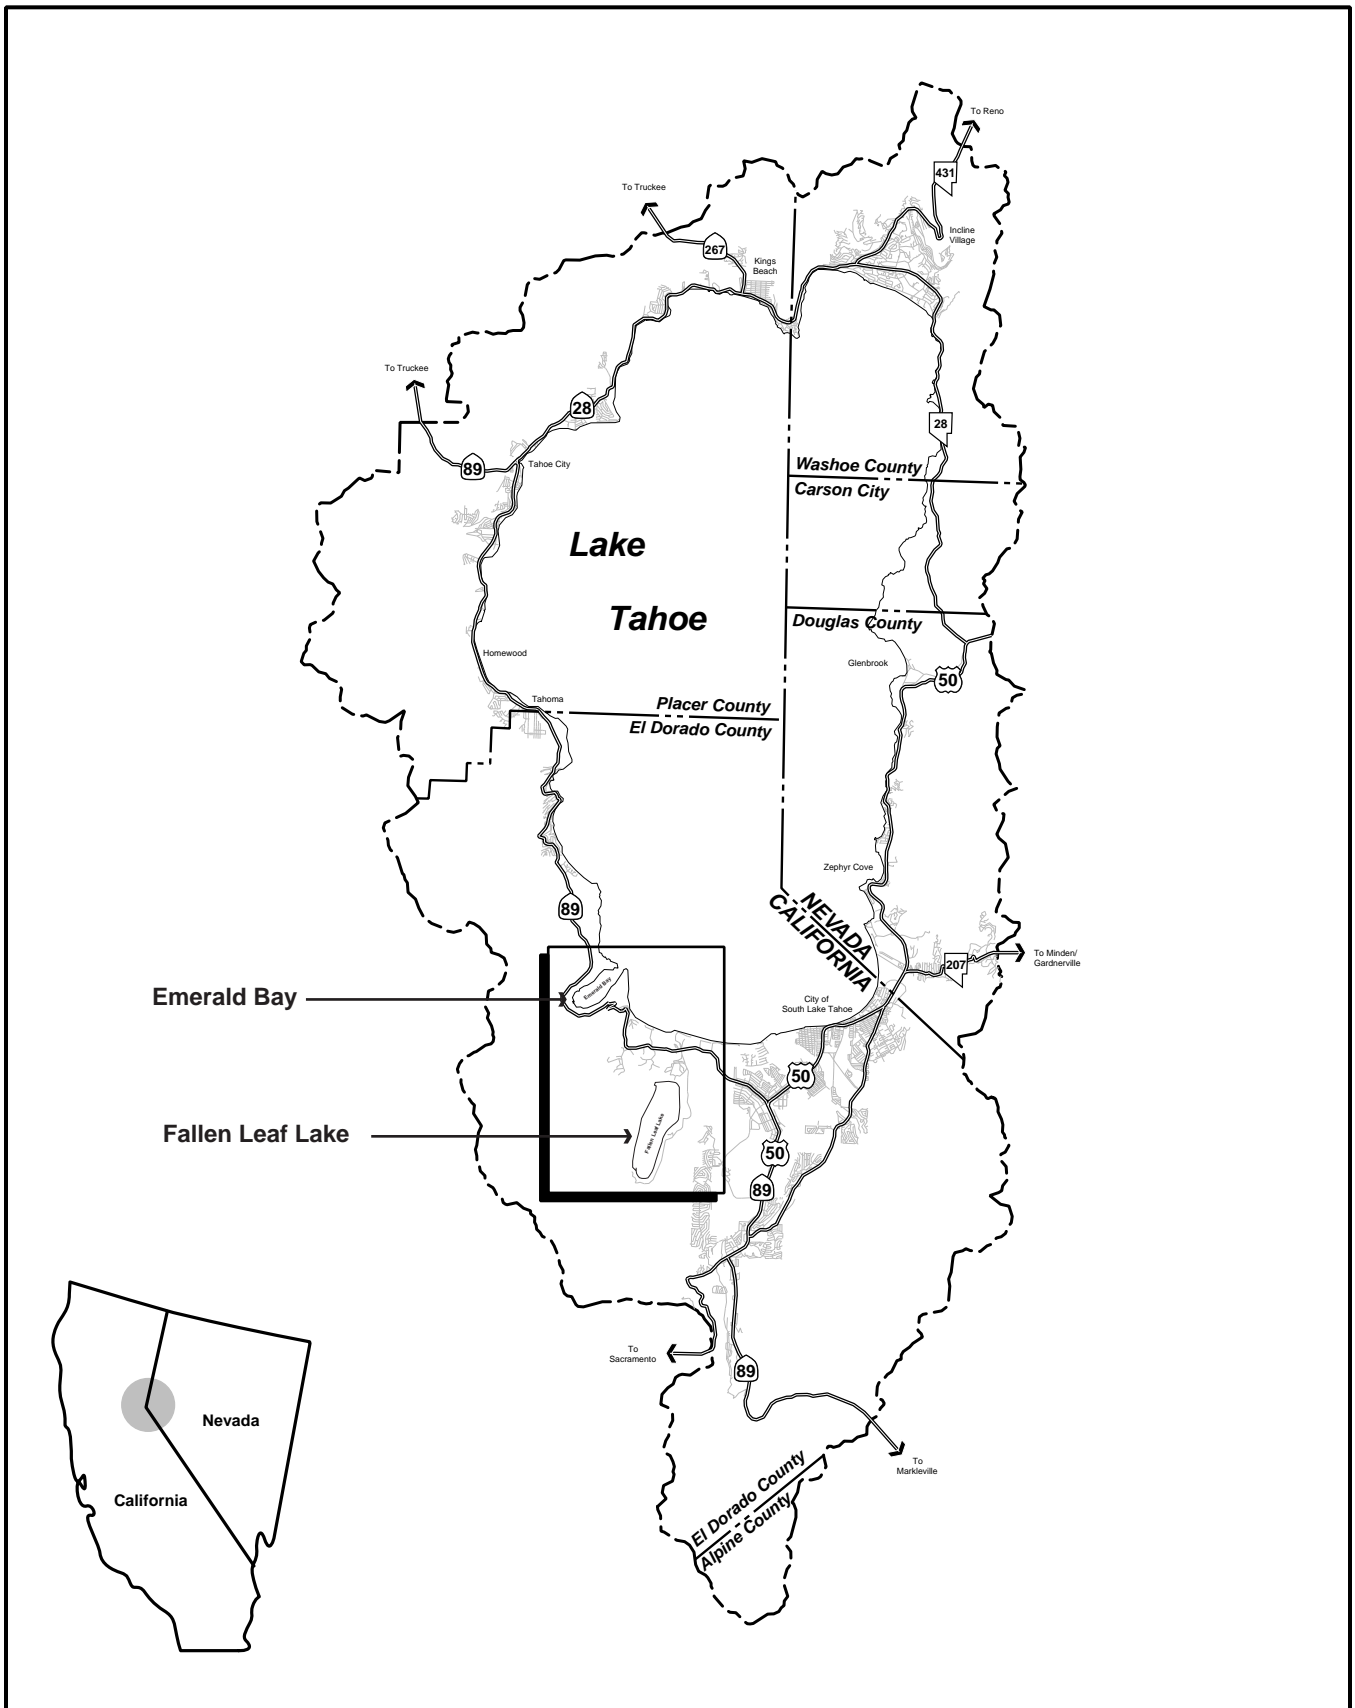 To Reno
431
To Truckee
Incline
Village
267
Kings
Beach
To Truckee
28
28
89
Tahoe City
Washoe County
Carson City
Lake
Tahoe
Douglas County
Homewood
Glenbrook
50
Tahoma
Placer County
El Dorado County
Zephyr Cove
89
NEVADA
CALIFORNIA
207
To Minden/
Gardnerville
Emerald Bay
Emerald Bay
City of
South Lake Tahoe
50
Fallen Leaf Lake
Fallen Leaf Lake
50
89
To
Sacramento
89
To
Markleville
El Dorado County
Alpine County
Nevada
California